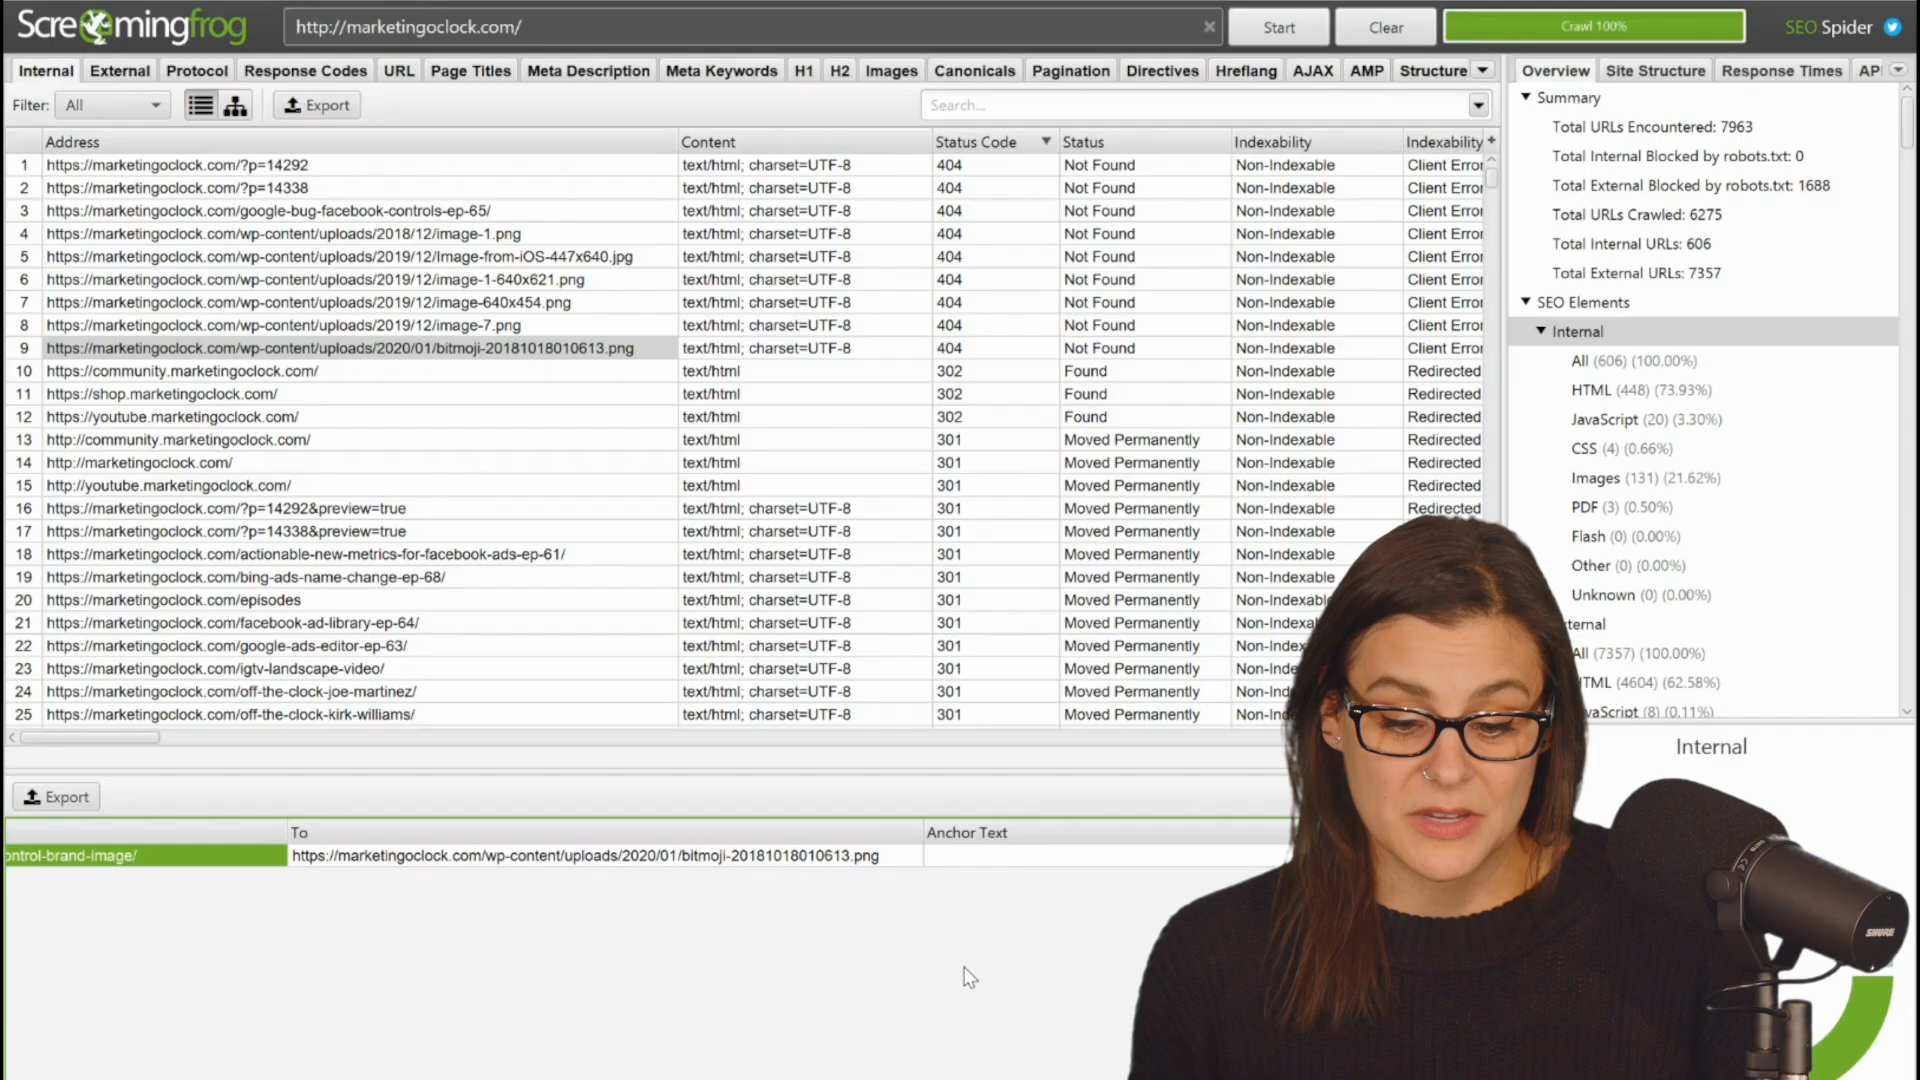 Screamingfrog http://marketingoclock.com/ × Start Clear Crawl 100% SEO Spider
Internal External Protocol Response Codes URL Page Titles Meta Description Meta Keywords H1 H2 Images Canonicals Pagination Directives Hreflang AJAX AMP Structure
Overview Site Structure Response Times AP
Filter: All Export Search...
Address Content Status Code Status Indexability Indexability +
1 https://marketingoclock.com/?p=14292 text/html; charset=UTF-8 404 Not Found Non-Indexable Client Error
2 https://marketingoclock.com/?p=14338 text/html; charset=UTF-8 404 Not Found Non-Indexable Client Error
3 https://marketingoclock.com/google-bug-facebook-controls-ep-65/ text/html; charset=UTF-8 404 Not Found Non-Indexable Client Error
4 https://marketingoclock.com/wp-content/uploads/2018/12/image-1.png text/html; charset=UTF-8 404 Not Found Non-Indexable Client Error
5 https://marketingoclock.com/wp-content/uploads/2019/12/Image-from-iOS-447x640.jpg text/html; charset=UTF-8 404 Not Found Non-Indexable Client Error
6 https://marketingoclock.com/wp-content/uploads/2019/12/image-1-640x621.png text/html; charset=UTF-8 404 Not Found Non-Indexable Client Error
7 https://marketingoclock.com/wp-content/uploads/2019/12/image-640x454.png text/html; charset=UTF-8 404 Not Found Non-Indexable Client Error
8 https://marketingoclock.com/wp-content/uploads/2019/12/image-7.png text/html; charset=UTF-8 404 Not Found Non-Indexable Client Error
9 https://marketingoclock.com/wp-content/uploads/2020/01/bitmoji-20181018010613.png text/html; charset=UTF-8 404 Not Found Non-Indexable Client Error
10 https://community.marketingoclock.com/ text/html 302 Found Non-Indexable Redirected
11 https://shop.marketingoclock.com/ text/html 302 Found Non-Indexable Redirected
12 https://youtube.marketingoclock.com/ text/html 302 Found Non-Indexable Redirected
13 http://community.marketingoclock.com/ text/html 301 Moved Permanently Non-Indexable Redirected
14 http://marketingoclock.com/ text/html 301 Moved Permanently Non-Indexable Redirected
15 http://youtube.marketingoclock.com/ text/html 301 Moved Permanently Non-Indexable Redirected
16 https://marketingoclock.com/?p=14292&preview=true text/html; charset=UTF-8 301 Moved Permanently Non-Indexable Redirected
17 https://marketingoclock.com/?p=14338&preview=true text/html; charset=UTF-8 301 Moved Permanently Non-Indexable
18 https://marketingoclock.com/actionable-new-metrics-for-facebook-ads-ep-61/ text/html; charset=UTF-8 301 Moved Permanently Non-Indexable
19 https://marketingoclock.com/bing-ads-name-change-ep-68/ text/html; charset=UTF-8 301 Moved Permanently Non-Indexable
20 https://marketingoclock.com/episodes text/html; charset=UTF-8 301 Moved Permanently Non-Indexabl
21 https://marketingoclock.com/facebook-ad-library-ep-64/ text/html; charset=UTF-8 301 Moved Permanently Non-Indexa
22 https://marketingoclock.com/google-ads-editor-ep-63/ text/html; charset=UTF-8 301 Moved Permanently Non-Index
23 https://marketingoclock.com/igtv-landscape-video/ text/html; charset=UTF-8 301 Moved Permanently Non-Inde
24 https://marketingoclock.com/off-the-clock-joe-martinez/ text/html; charset=UTF-8 301 Moved Permanently Non-Inde
25 https://marketingoclock.com/off-the-clock-kirk-williams/ text/html; charset=UTF-8 301 Moved Permanently Non-Inde
Summary
Total URLs Encountered: 7963
Total Internal Blocked by robots.txt: 0
Total External Blocked by robots.txt: 1688
Total URLs Crawled: 6275
Total Internal URLs: 606
Total External URLs: 7357
SEO Elements
Internal
All (606) (100.00%)
HTML (448) (73.93%)
JavaScript (20) (3.30%)
CSS (4) (0.66%)
Images (131) (21.62%)
PDF (3) (0.50%)
Flash (0) (0.00%)
Other (0) (0.00%)
Unknown (0) (0.00%)
ternal
All (7357) (100.00%)
HTML (4604) (62.58%)
vaScript (8) (0.11%)
Internal
Export
To Anchor Text
ontrol-brand-image/ https://marketingoclock.com/wp-content/uploads/2020/01/bitmoji-20181018010613.png
SHURE